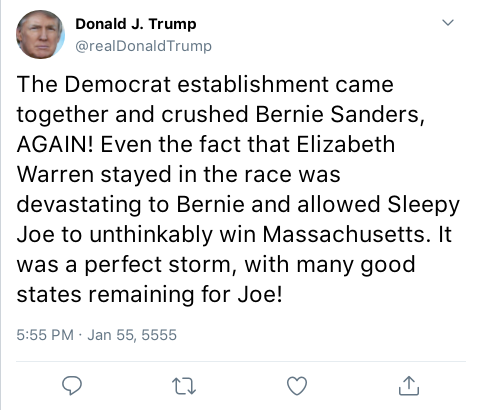 Donald J. Trump
@realDonaldTrump
The Democrat establishment came
together and crushed Bernie Sanders,
AGAIN! Even the fact that Elizabeth
Warren stayed in the race was
devastating to Bernie and allowed Sleepy
Joe to unthinkably win Massachusetts. It
was a perfect storm, with many good
states remaining for Joe!
5:55 PM · Jan 55, 5555